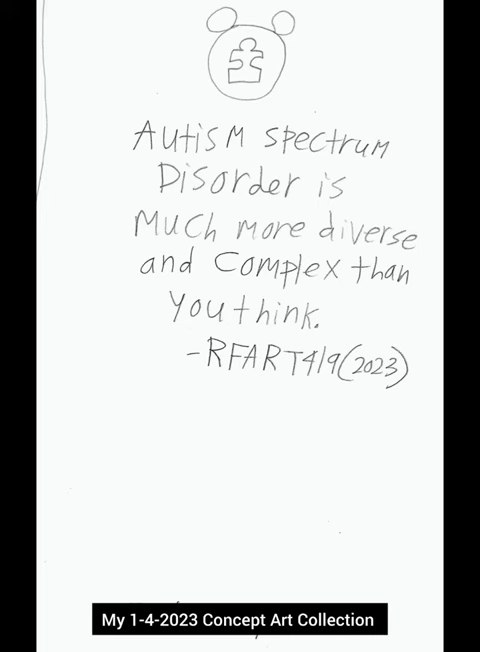 Autism Spectrum
Disorder is
Much more diverse
and Complex than
You think.
-RFART419(2023)
My 1-4-2023 Concept Art Collection